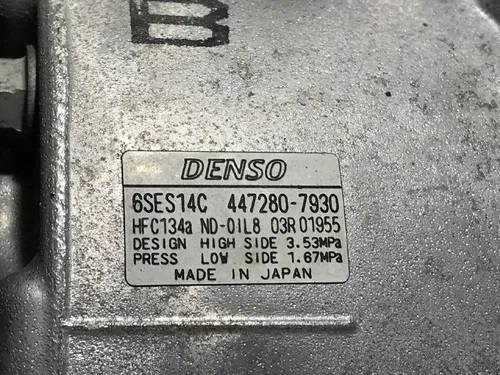 B
DENSO
6SES14C 447280-7930
HFC134a ND-OIL8 03R01955
DESIGN HIGH SIDE 3.53MPa
PRESS LOW SIDE 1.67MPa
MADE IN JAPAN